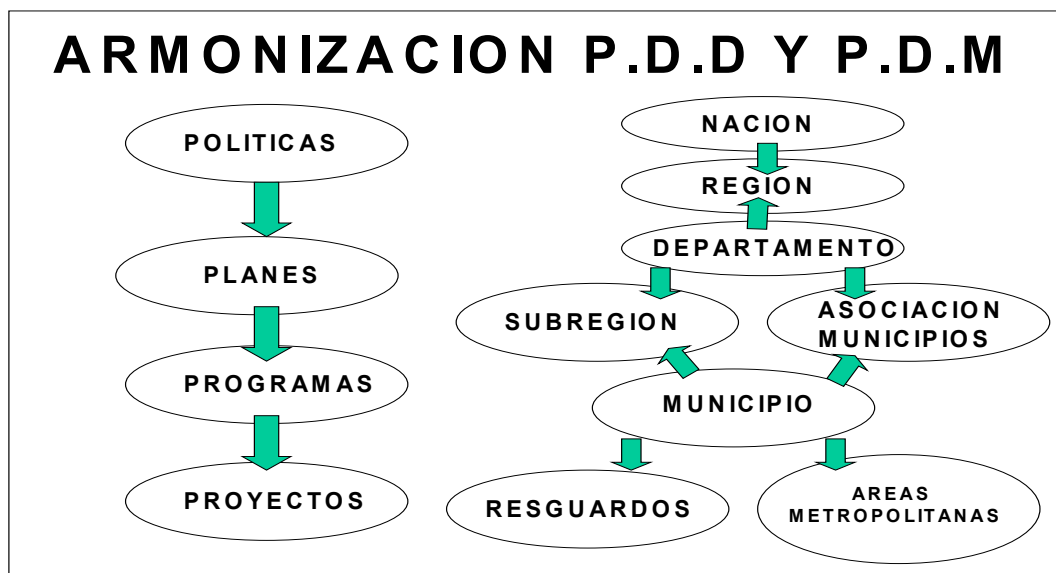 ARMONIZACION P.D.D Y P.D.M
POLITICAS
PLANES
PROGRAMAS
PROYECTOS
NACION
REGION
DEPARTAMENTO
SUBREGION
ASOCIACION
MUNICIPIOS
MUNICIPIO
RESGUARDOS
AREAS
METROPOLITANAS